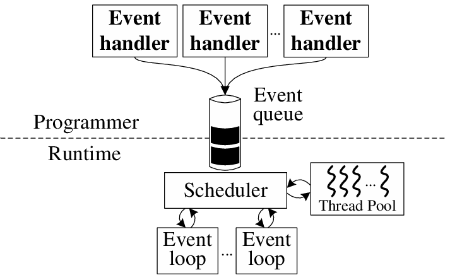 Event handler
Event handler
...
Event handler
Event queue
Programmer
Runtime
Scheduler
...
Thread Pool
Event loop
...
Event loop